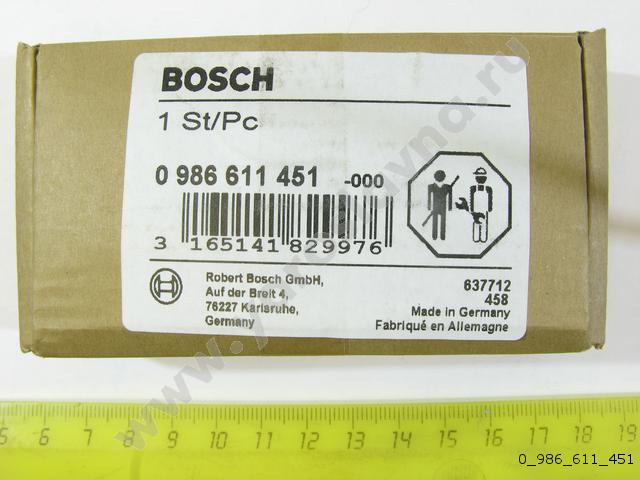 BOSCH
1 St/Pc
0 986 611 451 -000
3 165141 829976
Robert Bosch GmbH,
Auf der Breit 4,
76227 Karlsruhe,
Germany
637712
458
Made in Germany
Fabriqué en Allemagne
5 6 7 8 9 10 11 12 13 14 15 16 17 18 19
0_986_611_451